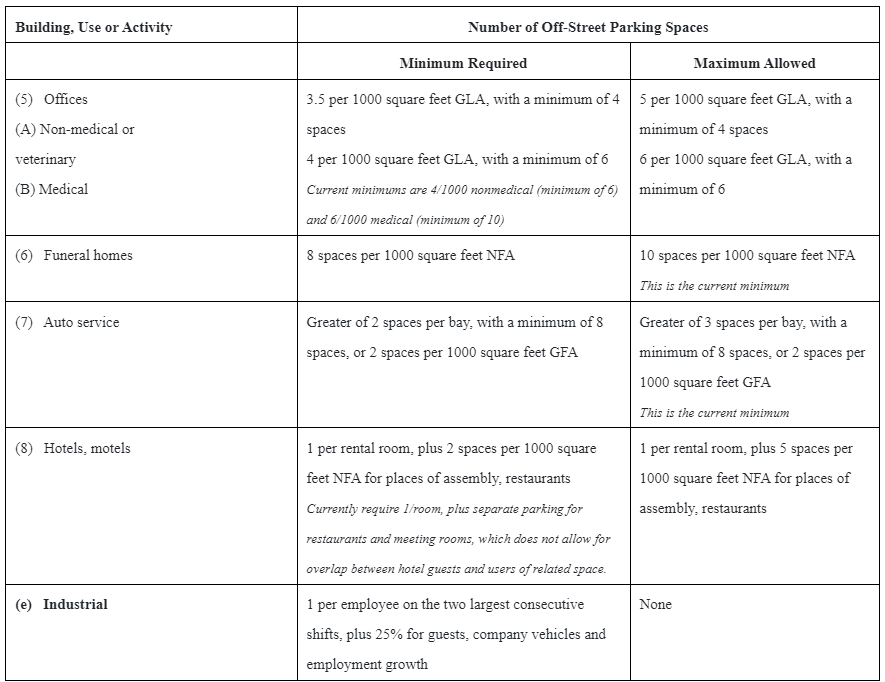 Building, Use or Activity
Number of Off-Street Parking Spaces
Minimum Required
Maximum Allowed
(5) Offices
(A) Non-medical or
veterinary
(B) Medical
3.5 per 1000 square feet GLA, with a minimum of 4
spaces
4 per 1000 square feet GLA, with a minimum of 6
Current minimums are 4/1000 nonmedical (minimum of 6)
and 6/1000 medical (minimum of 10)
5 per 1000 square feet GLA, with a
minimum of 4 spaces
6 per 1000 square feet GLA, with a
minimum of 6
(6) Funeral homes
8 spaces per 1000 square feet NFA
10 spaces per 1000 square feet NFA
This is the current minimum
(7) Auto service
Greater of 2 spaces per bay, with a minimum of 8
spaces, or 2 spaces per 1000 square feet GFA
Greater of 3 spaces per bay, with a
minimum of 8 spaces, or 2 spaces per
1000 square feet GFA
This is the current minimum
(8) Hotels, motels
1 per rental room, plus 2 spaces per 1000 square
feet NFA for places of assembly, restaurants
Currently require 1/room, plus separate parking for
restaurants and meeting rooms, which does not allow for
overlap between hotel guests and users of related space.
1 per rental room, plus 5 spaces per
1000 square feet NFA for places of
assembly, restaurants
(e) Industrial
1 per employee on the two largest consecutive
shifts, plus 25% for guests, company vehicles and
employment growth
None